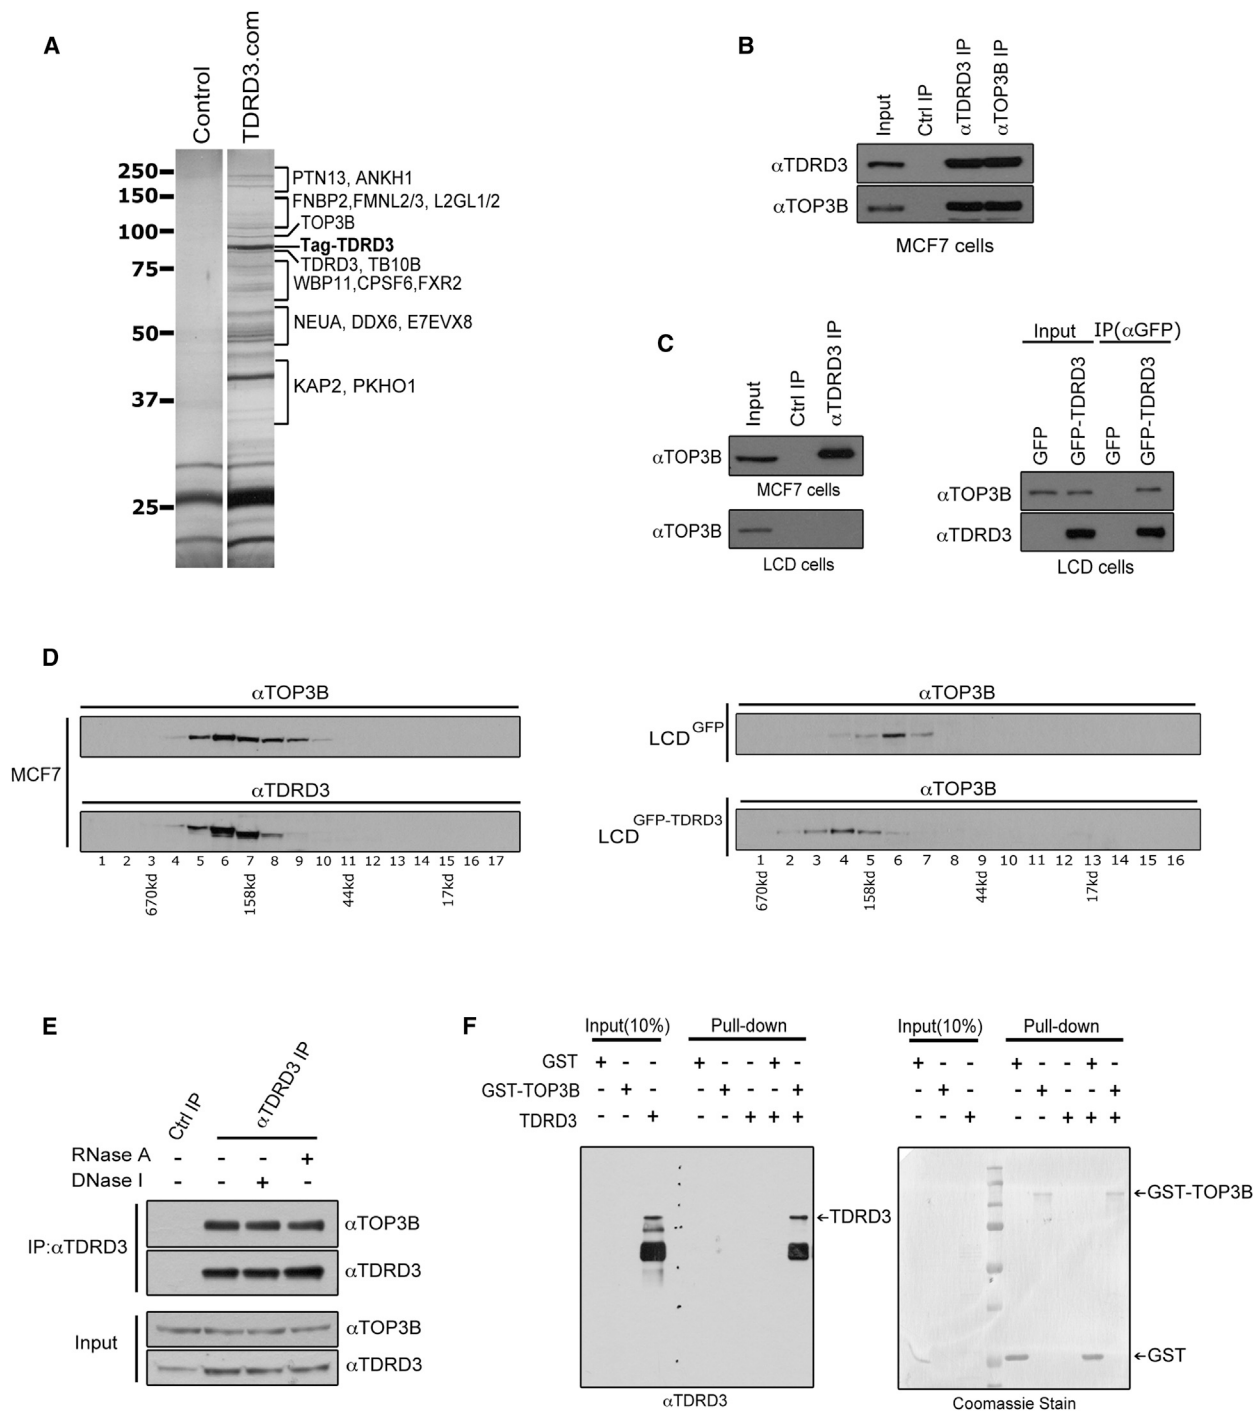 A
Control
TDRD3.com
250
150
100
75
50
37
25
PTN13, ANKH1
FNBP2,FMNL2/3, L2GL1/2
TOP3B
Tag-TDRD3
TDRD3, TB10B
WBP11,CPSF6,FXR2
NEUA, DDX6, E7EVX8
KAP2, PKHO1
B
Input
Ctrl IP
αTDRD3 IP
αTOP3B IP
αTDRD3
αTOP3B
MCF7 cells
C
Input
Ctrl IP
αTDRD3 IP
αTOP3B
MCF7 cells
αTOP3B
LCD cells
Input IP(αGFP)
GFP
GFP-TDRD3
GFP
GFP-TDRD3
αTOP3B
αTDRD3
LCD cells
D
αTOP3B
MCF7
αTDRD3
1 2 3 4 5 6 7 8 9 10 11 12 13 14 15 16 17
670kd
158kd
44kd
17kd
αTOP3B
LCD GFP
αTOP3B
LCD GFP-TDRD3
1 2 3 4 5 6 7 8 9 10 11 12 13 14 15 16
670kd
158kd
44kd
17kd
E
Ctrl IP
αTDRD3 IP
RNase A - - - +
DNase I - - + -
IP:αTDRD3
αTOP3B
αTDRD3
Input
αTOP3B
αTDRD3
F
Input(10%) Pull-down
GST + - - + - - + -
GST-TOP3B - + - - + - - +
TDRD3 - - + - - + + +
←TDRD3
αTDRD3
Input(10%) Pull-down
+ - - + - - + -
- + - - + - - +
- - + - - + + +
←GST-TOP3B
←GST
Coomassie Stain